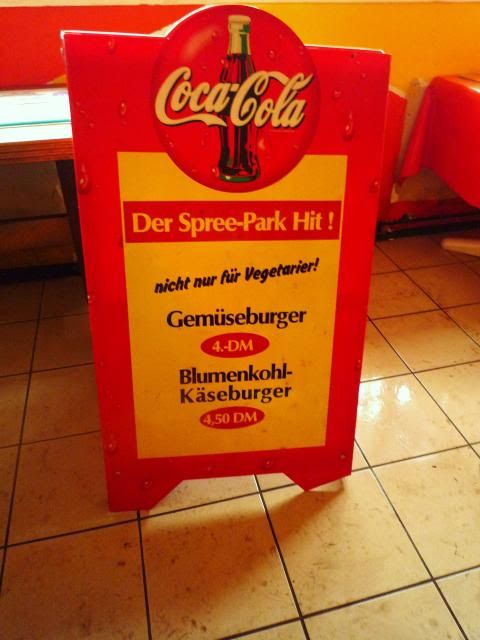 Coca-Cola
Der Spree-Park Hit !
nicht nur für Vegetarier!
Gemüseburger
4.-DM
Blumenkohl-
Käseburger
4,50 DM